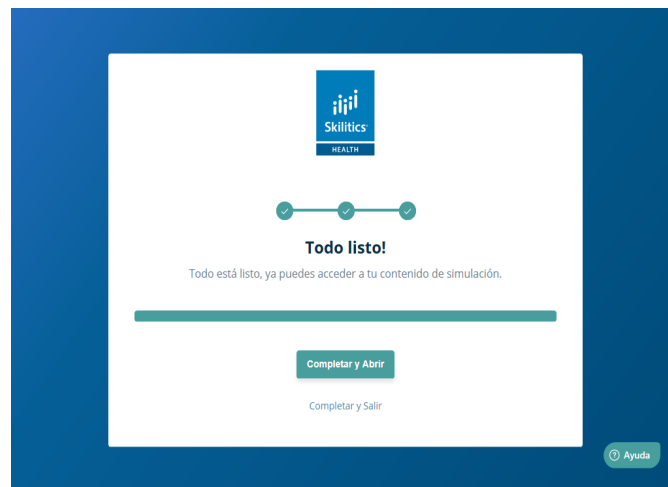 Skilitics
HEALTH
Todo listo!
Todo está listo, ya puedes acceder a tu contenido de simulación.
Completar y Abrir
Completar y Salir
Ayuda